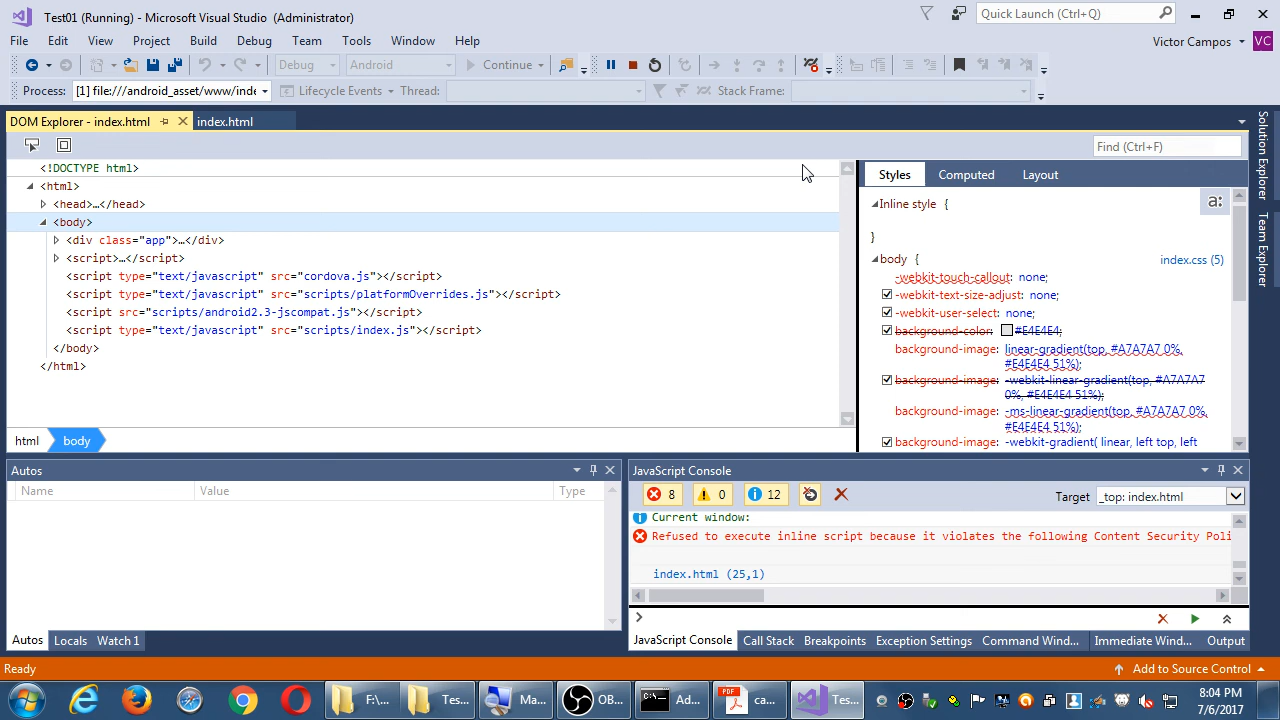 Test01 (Running) - Microsoft Visual Studio (Administrator)
Quick Launch (Ctrl+Q)
File Edit View Project Build Debug Team Tools Window Help
Victor Campos VC
Debug Android Continue
Process: [1] file:///android_asset/www/inde Lifecycle Events Thread: Stack Frame:
DOM Explorer - index.html index.html
Solution Explorer
Team Explorer
Find (Ctrl+F)
<!DOCTYPE html>
<html>
<head>…</head>
<body>
<div class="app">…</div>
<script>…</script>
<script type="text/javascript" src="cordova.js"></script>
<script type="text/javascript" src="scripts/platformOverrides.js"></script>
<script src="scripts/android2.3-jscompat.js"></script>
<script type="text/javascript" src="scripts/index.js"></script>
</body>
</html>
html body
Styles Computed Layout
Inline style {
a:
}
body { index.css (5)
-webkit-touch-callout: none;
-webkit-text-size-adjust: none;
-webkit-user-select: none;
background-color: #E4E4E4;
background-image: linear-gradient(top, #A7A7A7 0%,
#E4E4E4 51%);
background-image: -webkit-linear-gradient(top, #A7A7A7
0%, #E4E4E4 51%);
background-image: -ms-linear-gradient(top, #A7A7A7 0%,
#E4E4E4 51%);
background-image: -webkit-gradient( linear, left top, left
Autos
Name Value Type
Autos Locals Watch 1
JavaScript Console
8 0 12 Target _top: index.html
Current window:
Refused to execute inline script because it violates the following Content Security Poli
index.html (25,1)
JavaScript Console Call Stack Breakpoints Exception Settings Command Wind... Immediate Wind... Output
Ready Add to Source Control
F:\... Tes... Ma... OB... Ad... PDF ca... Tes...
8:04 PM
7/6/2017